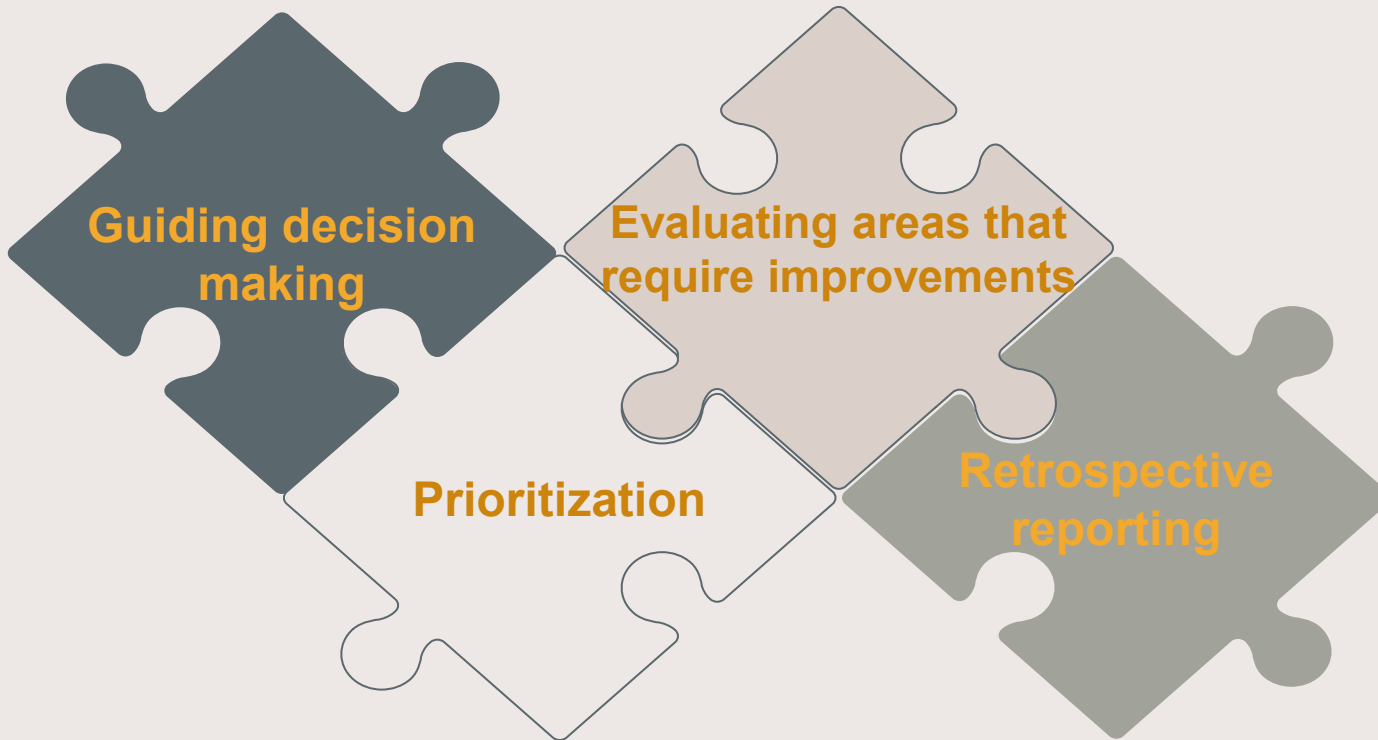 Guiding decision
making
Evaluating areas that
require improvements
Prioritization
Retrospective
reporting